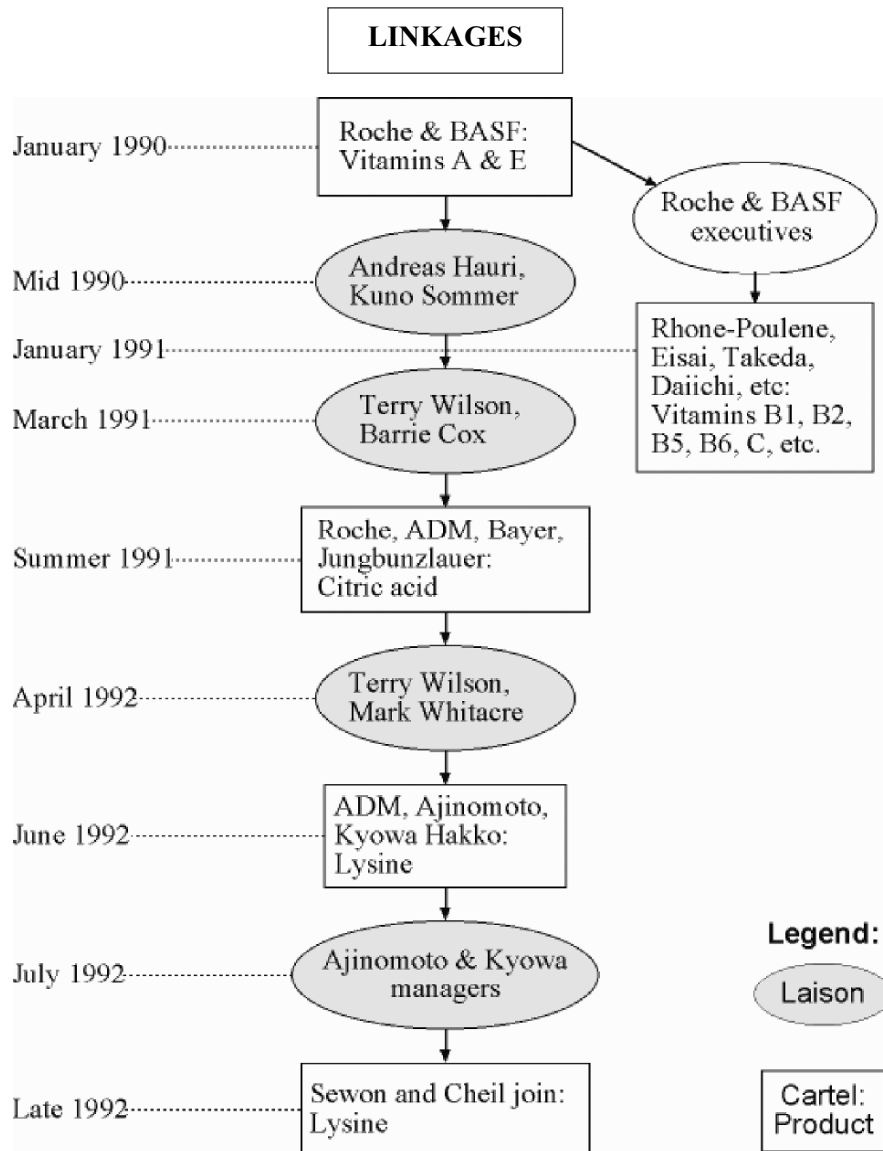 LINKAGES
January 1990
Roche & BASF:
Vitamins A & E
Roche & BASF
executives
Mid 1990
Andreas Hauri,
Kuno Sommer
January 1991
Rhone-Poulene,
Eisai, Takeda,
Daiichi, etc:
Vitamins B1, B2,
B5, B6, C, etc.
March 1991
Terry Wilson,
Barrie Cox
Summer 1991
Roche, ADM, Bayer,
Jungbunzlauer:
Citric acid
April 1992
Terry Wilson,
Mark Whitacre
June 1992
ADM, Ajinomoto,
Kyowa Hakko:
Lysine
July 1992
Ajinomoto & Kyowa
managers
Late 1992
Sewon and Cheil join:
Lysine
Legend:
Laison
Cartel:
Product